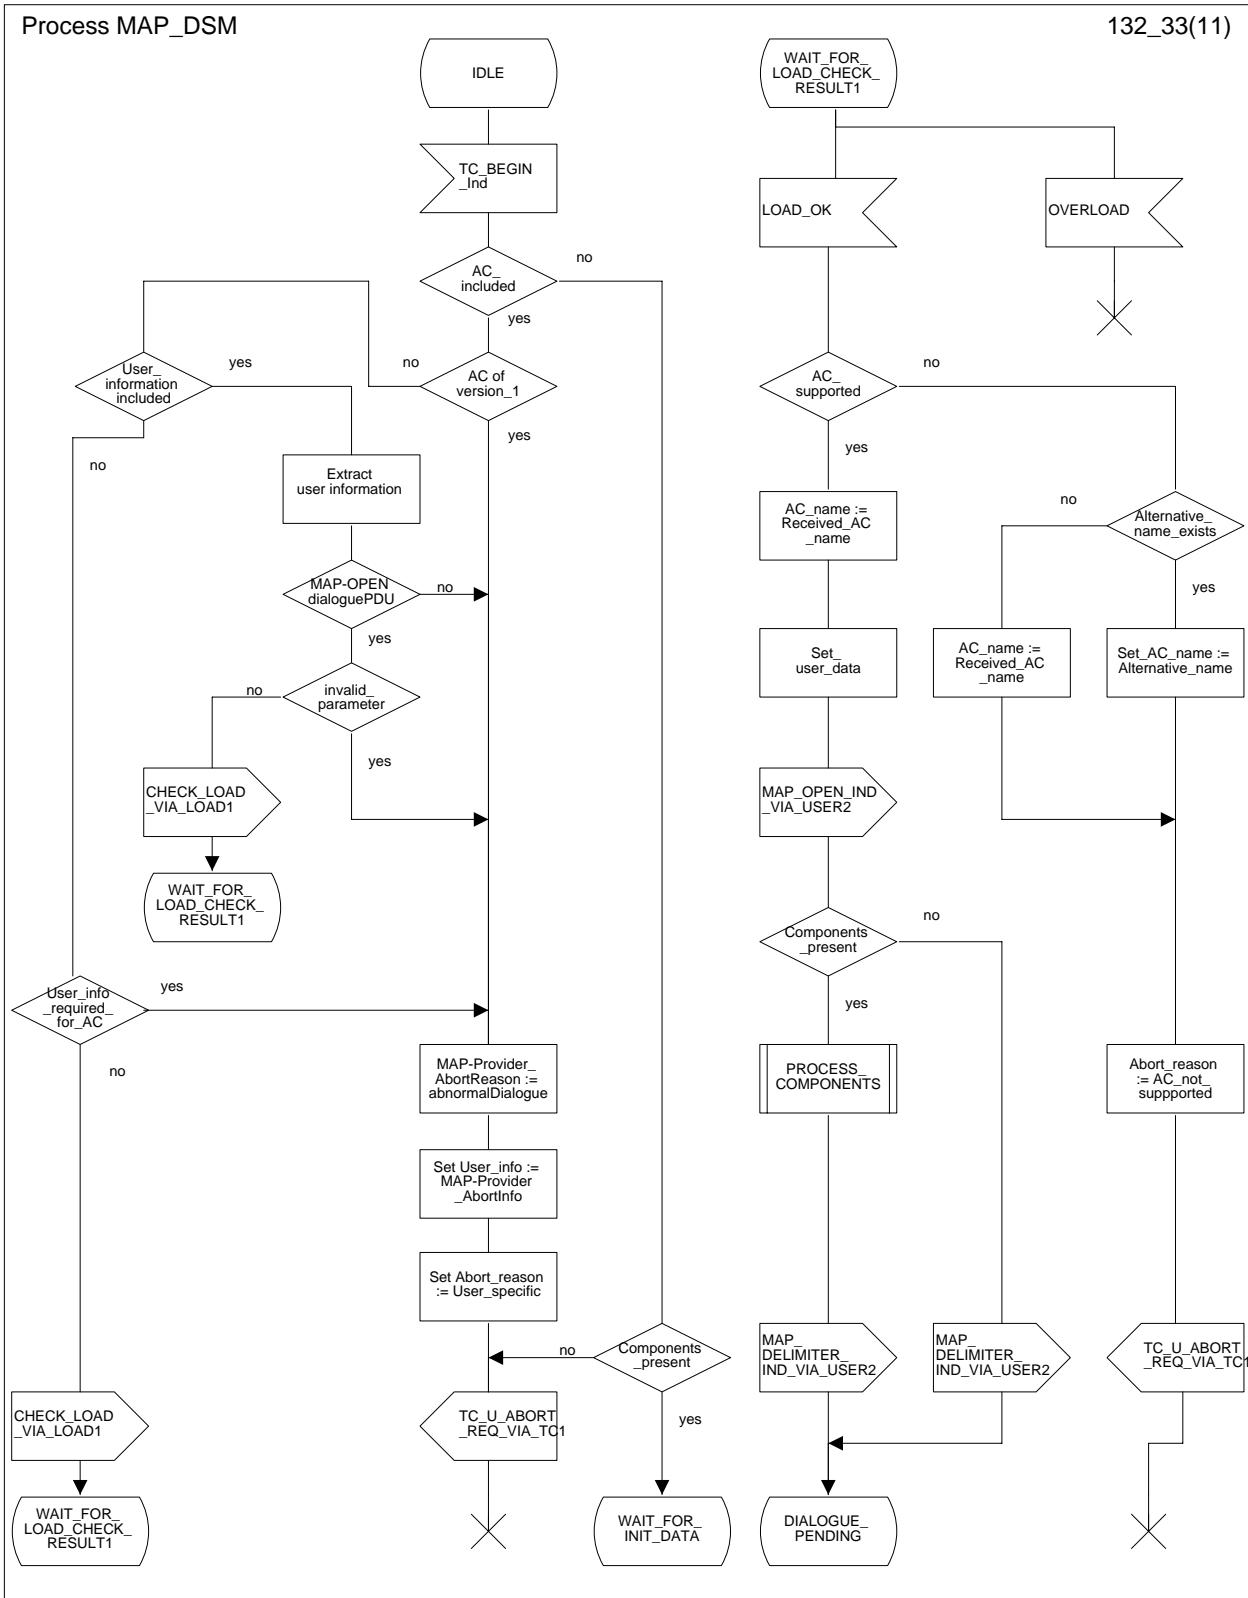 Process MAP_DSM
132_33(11)
IDLE
TC_BEGIN
_Ind
AC_
included
no
yes
AC of
version_1
no
yes
User_
information
included
yes
no
Extract
user information
MAP-OPEN
dialoguePDU
no
yes
invalid_
parameter
no
yes
CHECK_LOAD
_VIA_LOAD1
WAIT_FOR_
LOAD_CHECK_
RESULT1
User_info
_required_
for_AC
yes
no
MAP-Provider_
AbortReason :=
abnormalDialogue
Set User_info :=
MAP-Provider
_AbortInfo
Set Abort_reason
:= User_specific
Components
_present
no
yes
CHECK_LOAD
_VIA_LOAD1
TC_U_ABORT
_REQ_VIA_TC1
WAIT_FOR_
LOAD_CHECK_
RESULT1
WAIT_FOR_
INIT_DATA
WAIT_FOR_
LOAD_CHECK_
RESULT1
LOAD_OK
OVERLOAD
AC_
supported
no
yes
AC_name :=
Received_AC
_name
Alternative_
name_exists
no
yes
Set_
user_data
AC_name :=
Received_AC
_name
Set_AC_name :=
Alternative_name
MAP_OPEN_IND
_VIA_USER2
Components
_present
no
yes
PROCESS_
COMPONENTS
Abort_reason
:= AC_not_
suppported
MAP_
DELIMITER_
IND_VIA_USER2
MAP_
DELIMITER_
IND_VIA_USER2
TC_U_ABORT
_REQ_VIA_TC1
DIALOGUE_
PENDING